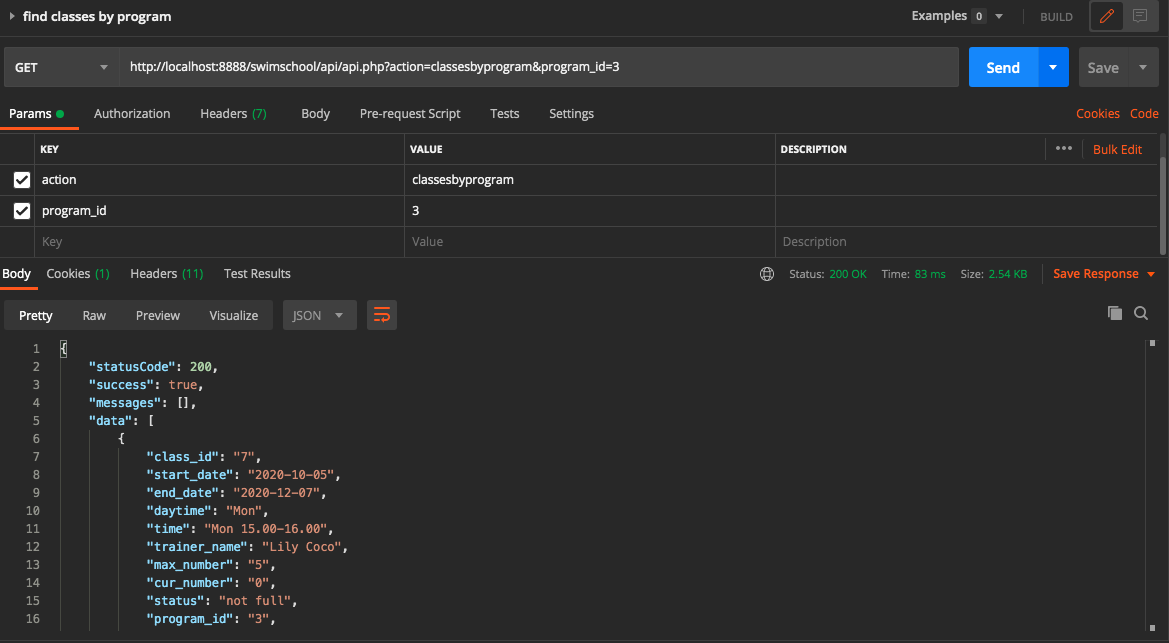 find classes by program
Examples 0 BUILD
GET http://localhost:8888/swimschool/api/api.php?action=classesbyprogram&program_id=3 Send Save
Params Authorization Headers (7) Body Pre-request Script Tests Settings Cookies Code
KEY VALUE DESCRIPTION ••• Bulk Edit
action classesbyprogram
program_id 3
Key Value Description
Body Cookies (1) Headers (11) Test Results Status: 200 OK Time: 83 ms Size: 2.54 KB Save Response
Pretty Raw Preview Visualize JSON
1 {
2 "statusCode": 200,
3 "success": true,
4 "messages": [],
5 "data": [
6 {
7 "class_id": "7",
8 "start_date": "2020-10-05",
9 "end_date": "2020-12-07",
10 "daytime": "Mon",
11 "time": "Mon 15.00-16.00",
12 "trainer_name": "Lily Coco",
13 "max_number": "5",
14 "cur_number": "0",
15 "status": "not full",
16 "program_id": "3",